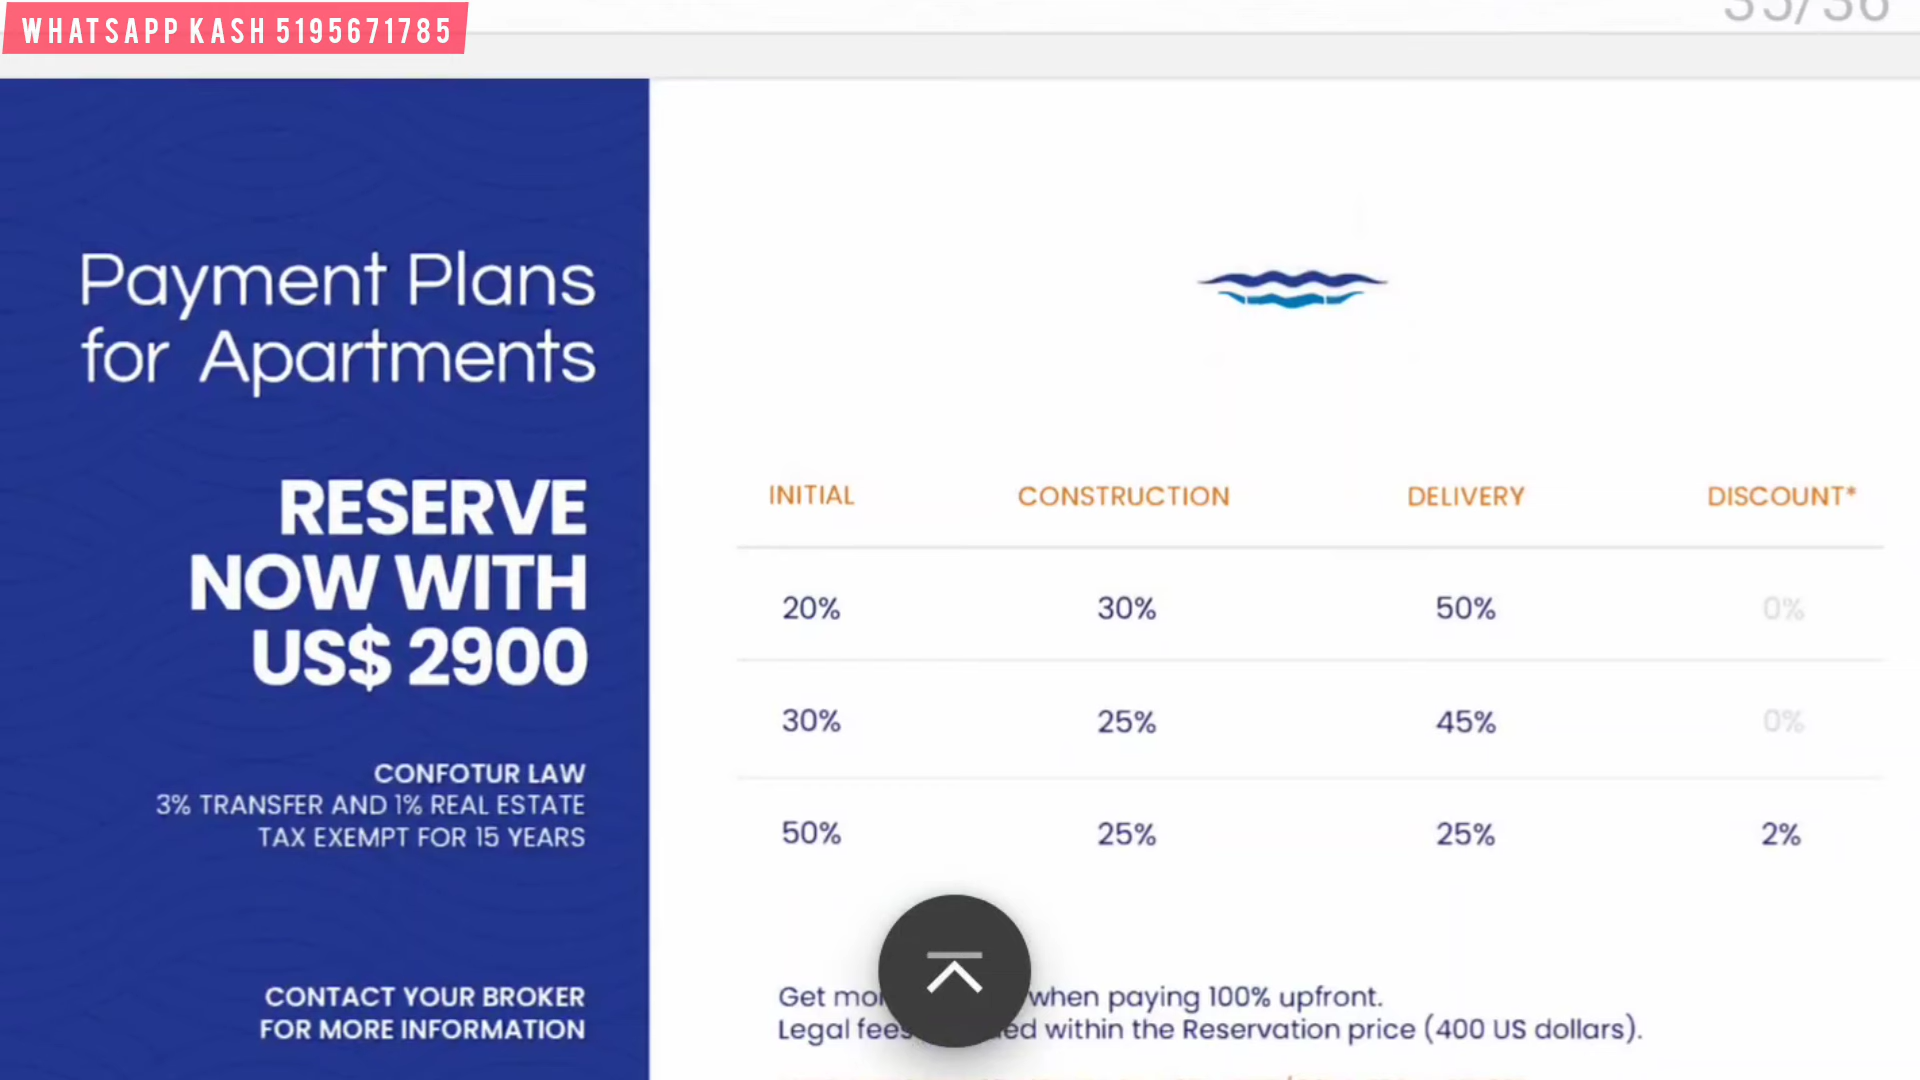 WHATSAPP KASH 5195671785
35/36
Payment Plans
for Apartments
RESERVE
NOW WITH
US$ 2900
CONFOTUR LAW
3% TRANSFER AND 1% REAL ESTATE
TAX EXEMPT FOR 15 YEARS
CONTACT YOUR BROKER
FOR MORE INFORMATION
INITIAL CONSTRUCTION DELIVERY DISCOUNT*
20% 30% 50% 0%
30% 25% 45% 0%
50% 25% 25% 2%
Get when paying 100% upfront.
Legal fees within the Reservation price (400 US dollars).